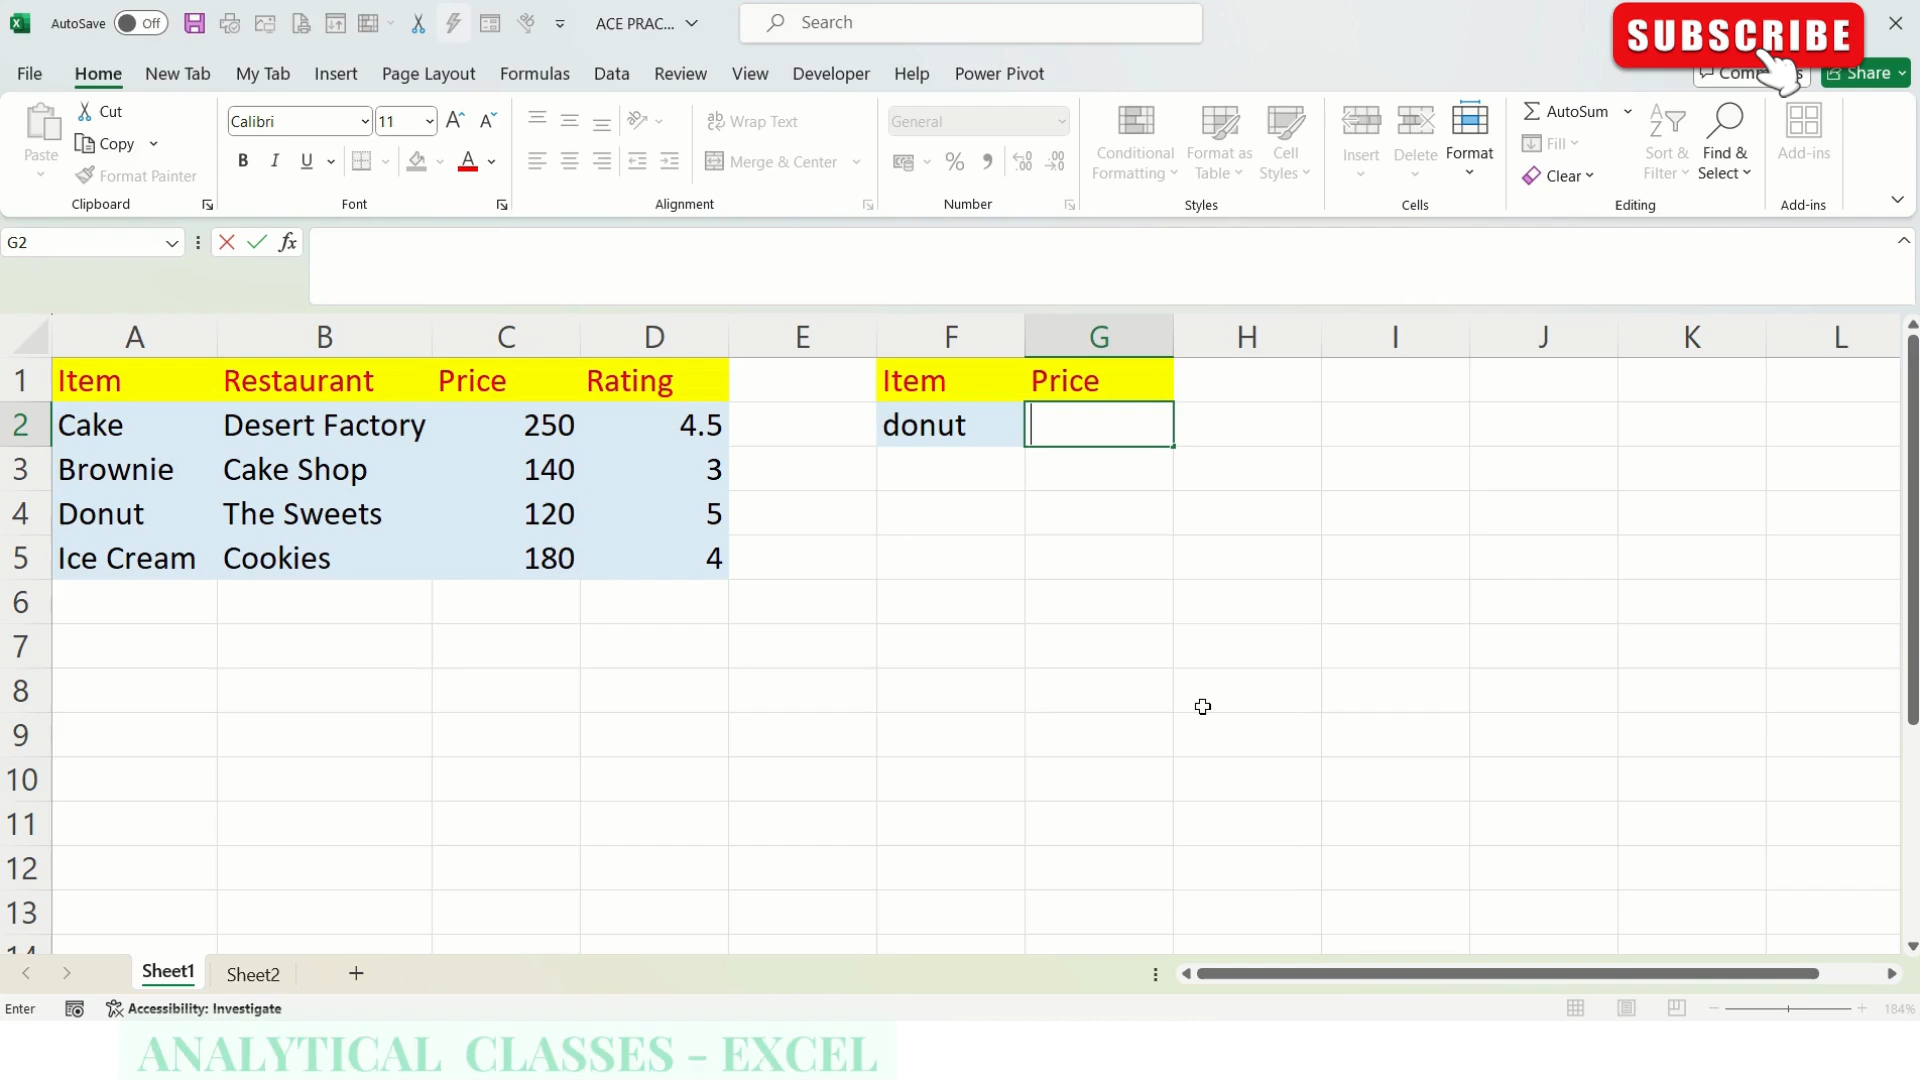 AutoSave Off ACE PRAC... Search SUBSCRIBE
File Home New Tab My Tab Insert Page Layout Formulas Data Review View Developer Help Power Pivot Share
Cut Calibri 11 Wrap Text General AutoSum
Paste Copy Conditional Formatting Format as Table Cell Styles Insert Delete Format Fill Sort & Filter Find & Select Add-ins
Format Painter B I U A Merge & Center % Clear
Clipboard Font Alignment Number Styles Cells Editing Add-ins
G2 fx
A B C D E F G H I J K L
1 Item Restaurant Price Rating Item Price
2 Cake Desert Factory 250 4.5 donut
3 Brownie Cake Shop 140 3
4 Donut The Sweets 120 5
5 Ice Cream Cookies 180 4
6
7
8
9
10
11
12
13
14
Sheet1 Sheet2
Enter Accessibility: Investigate 184%
ANALYTICAL CLASSES - EXCEL